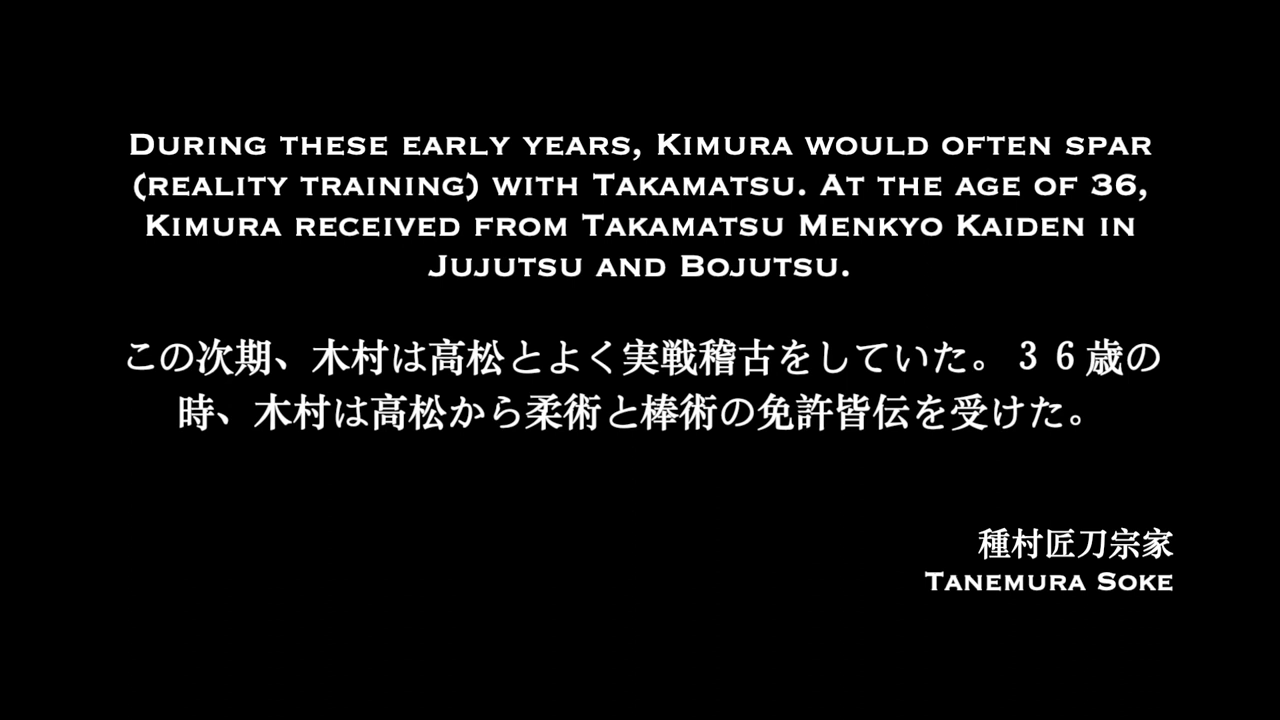 During these early years, Kimura would often spar
(reality training) with Takamatsu. At the age of 36,
Kimura received from Takamatsu Menkyo Kaiden in
Jujutsu and Bojutsu.
この次期、木村は高松とよく実戦稽古をしていた。３６歳の
時、木村は高松から柔術と棒術の免許皆伝を受けた。
種村匠刀宗家
Tanemura Soke